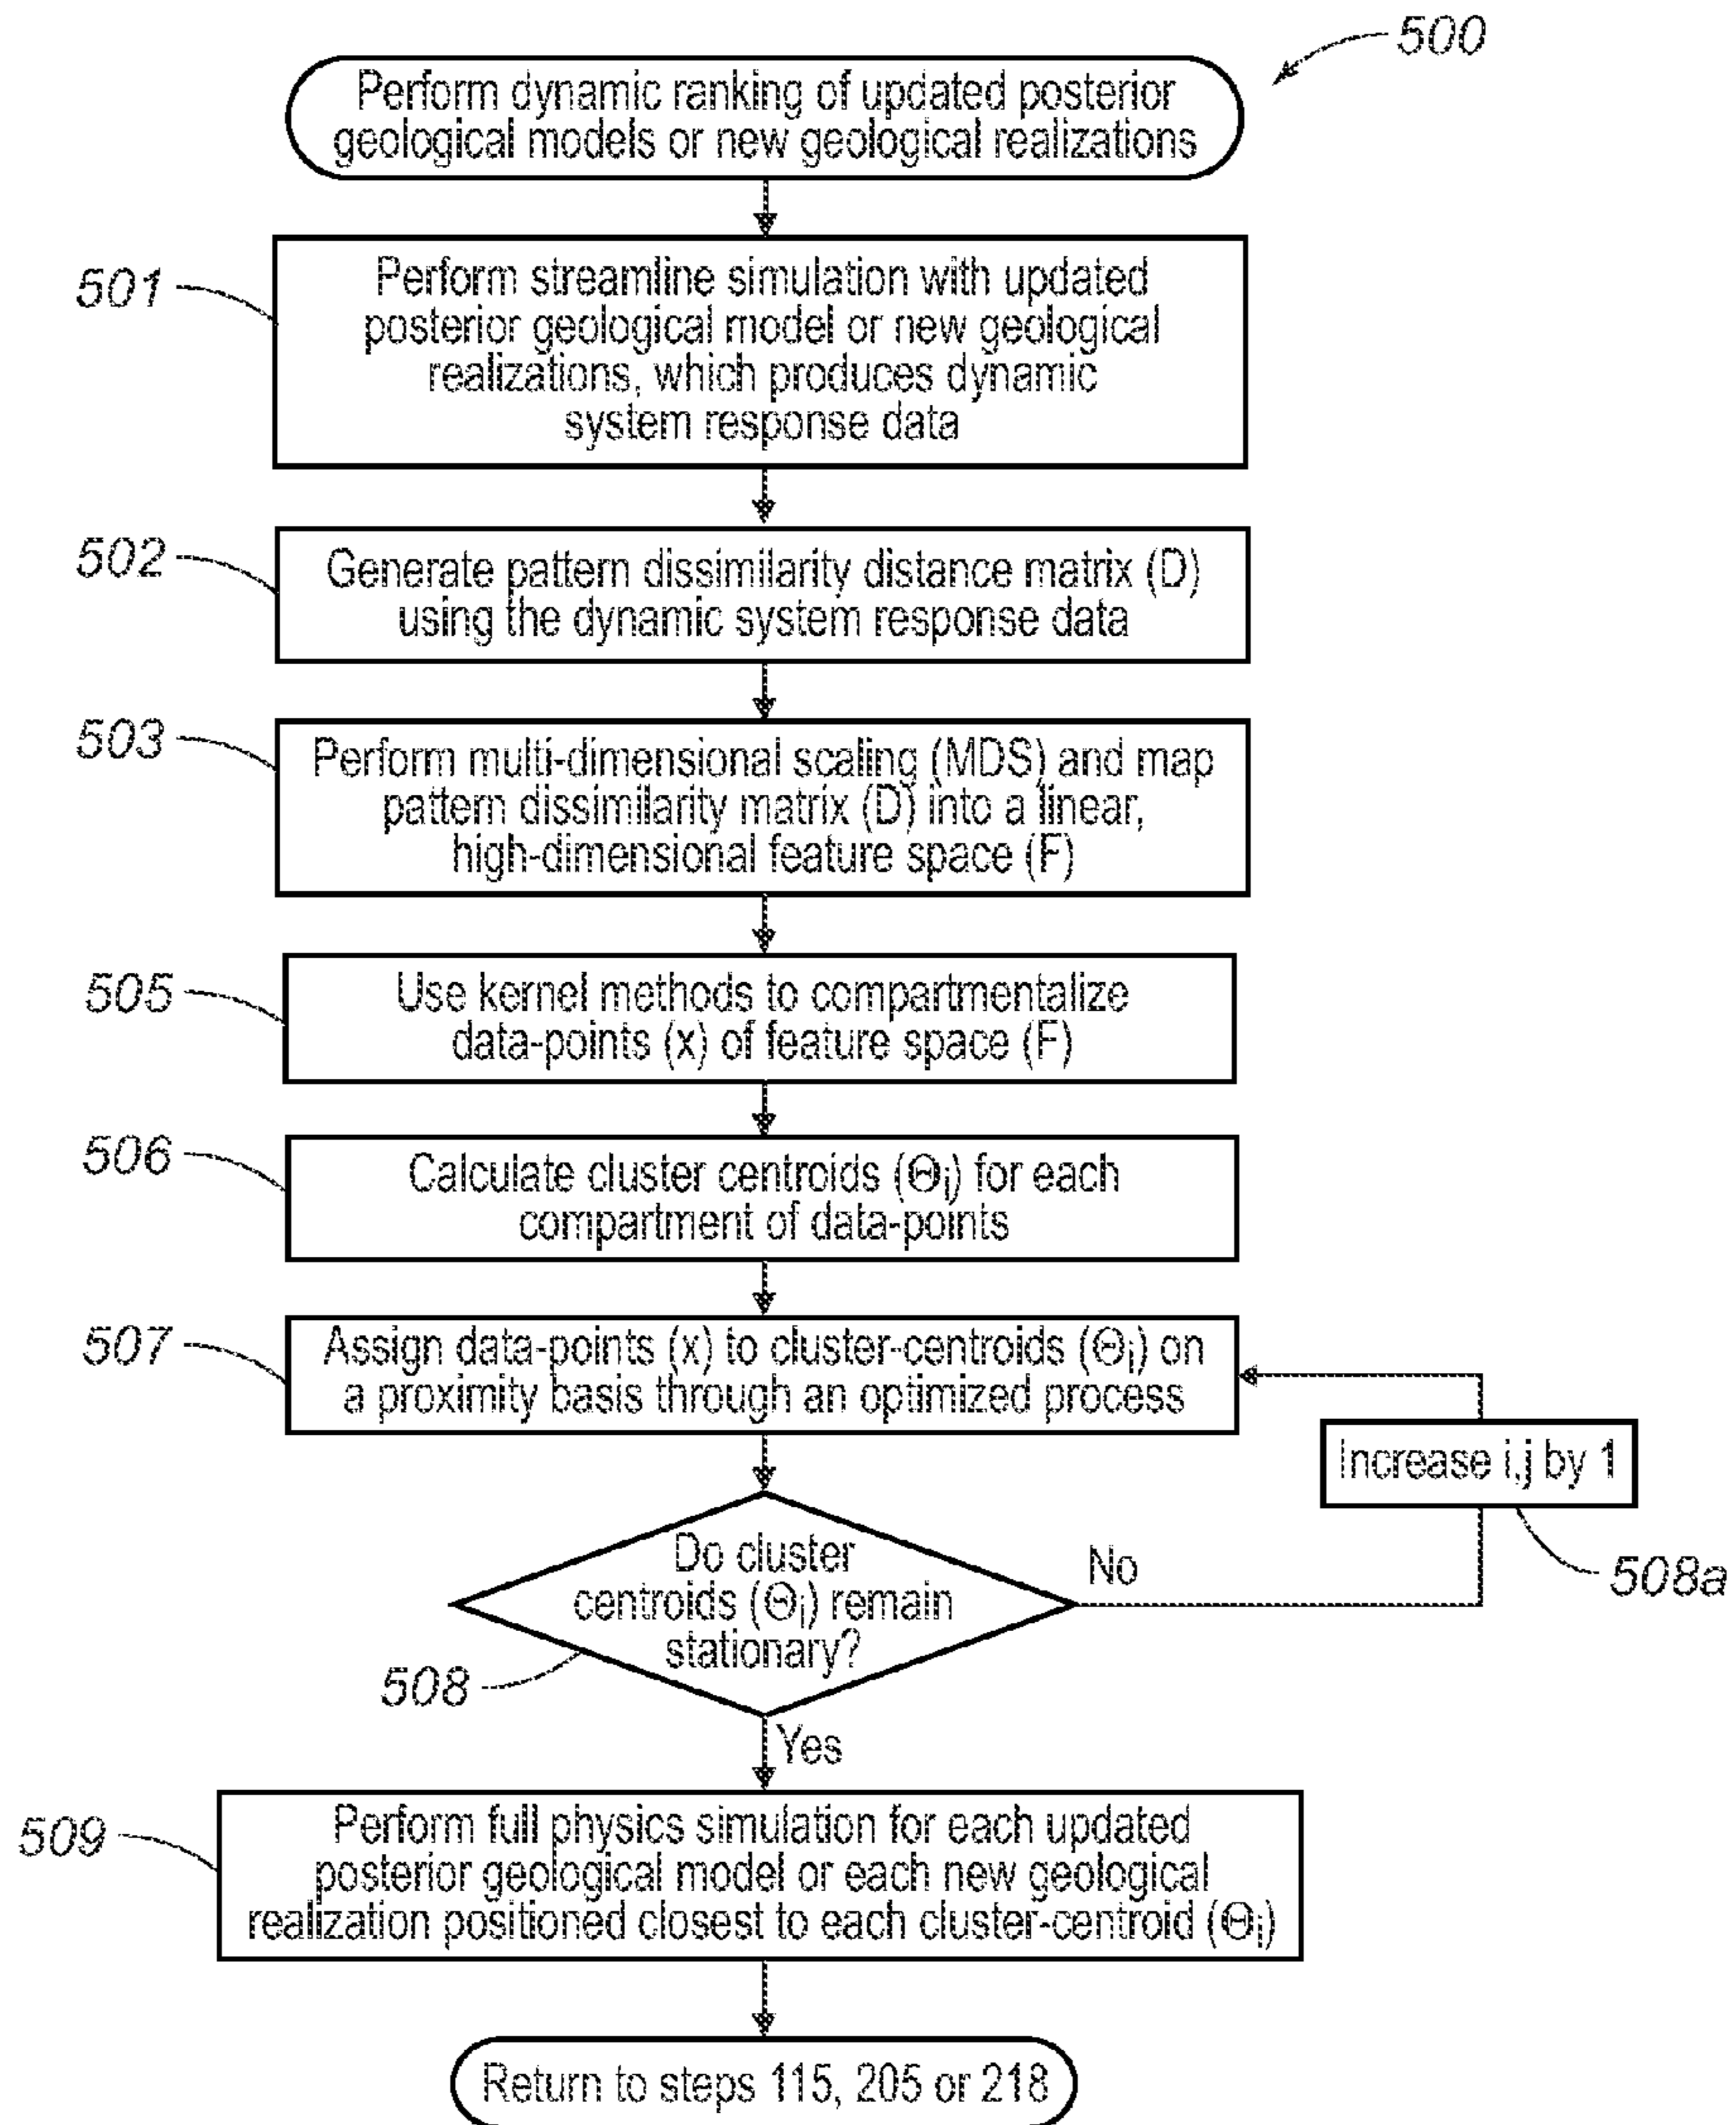 500
Perform dynamic ranking of updated posterior
geological models or new geological realizations
501
Perform streamline simulation with updated
posterior geological model or new geological
realizations, which produces dynamic
system response data
502
Generate pattern dissimilarity distance matrix (D)
using the dynamic system response data
503
Perform multi-dimensional scaling (MDS) and map
pattern dissimilarity matrix (D) into a linear,
high-dimensional feature space (F)
505
Use kernel methods to compartmentalize
data-points (x) of feature space (F)
506
Calculate cluster centroids (Θi) for each
compartment of data-points
507
Assign data-points (x) to cluster-centroids (Θi) on
a proximity basis through an optimized process
Increase i,j by 1
508a
Do cluster
centroids (Θi) remain
stationary?
No
508
Yes
509
Perform full physics simulation for each updated
posterior geological model or each new geological
realization positioned closest to each cluster-centroid (Θi)
Return to steps 115, 205 or 218